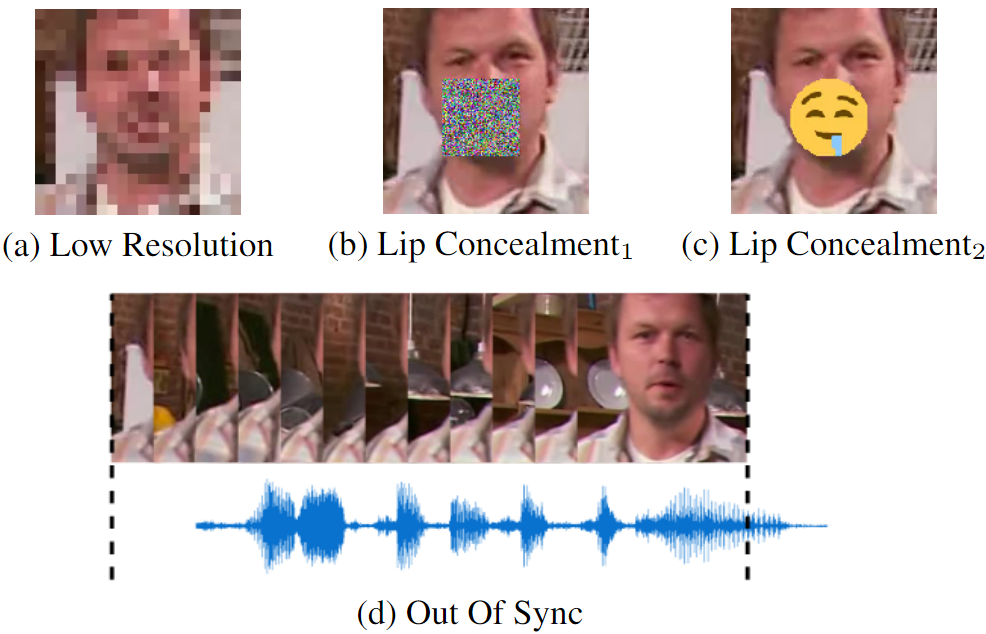 (a) Low Resolution
(b) Lip Concealment₁
(c) Lip Concealment₂
(d) Out Of Sync